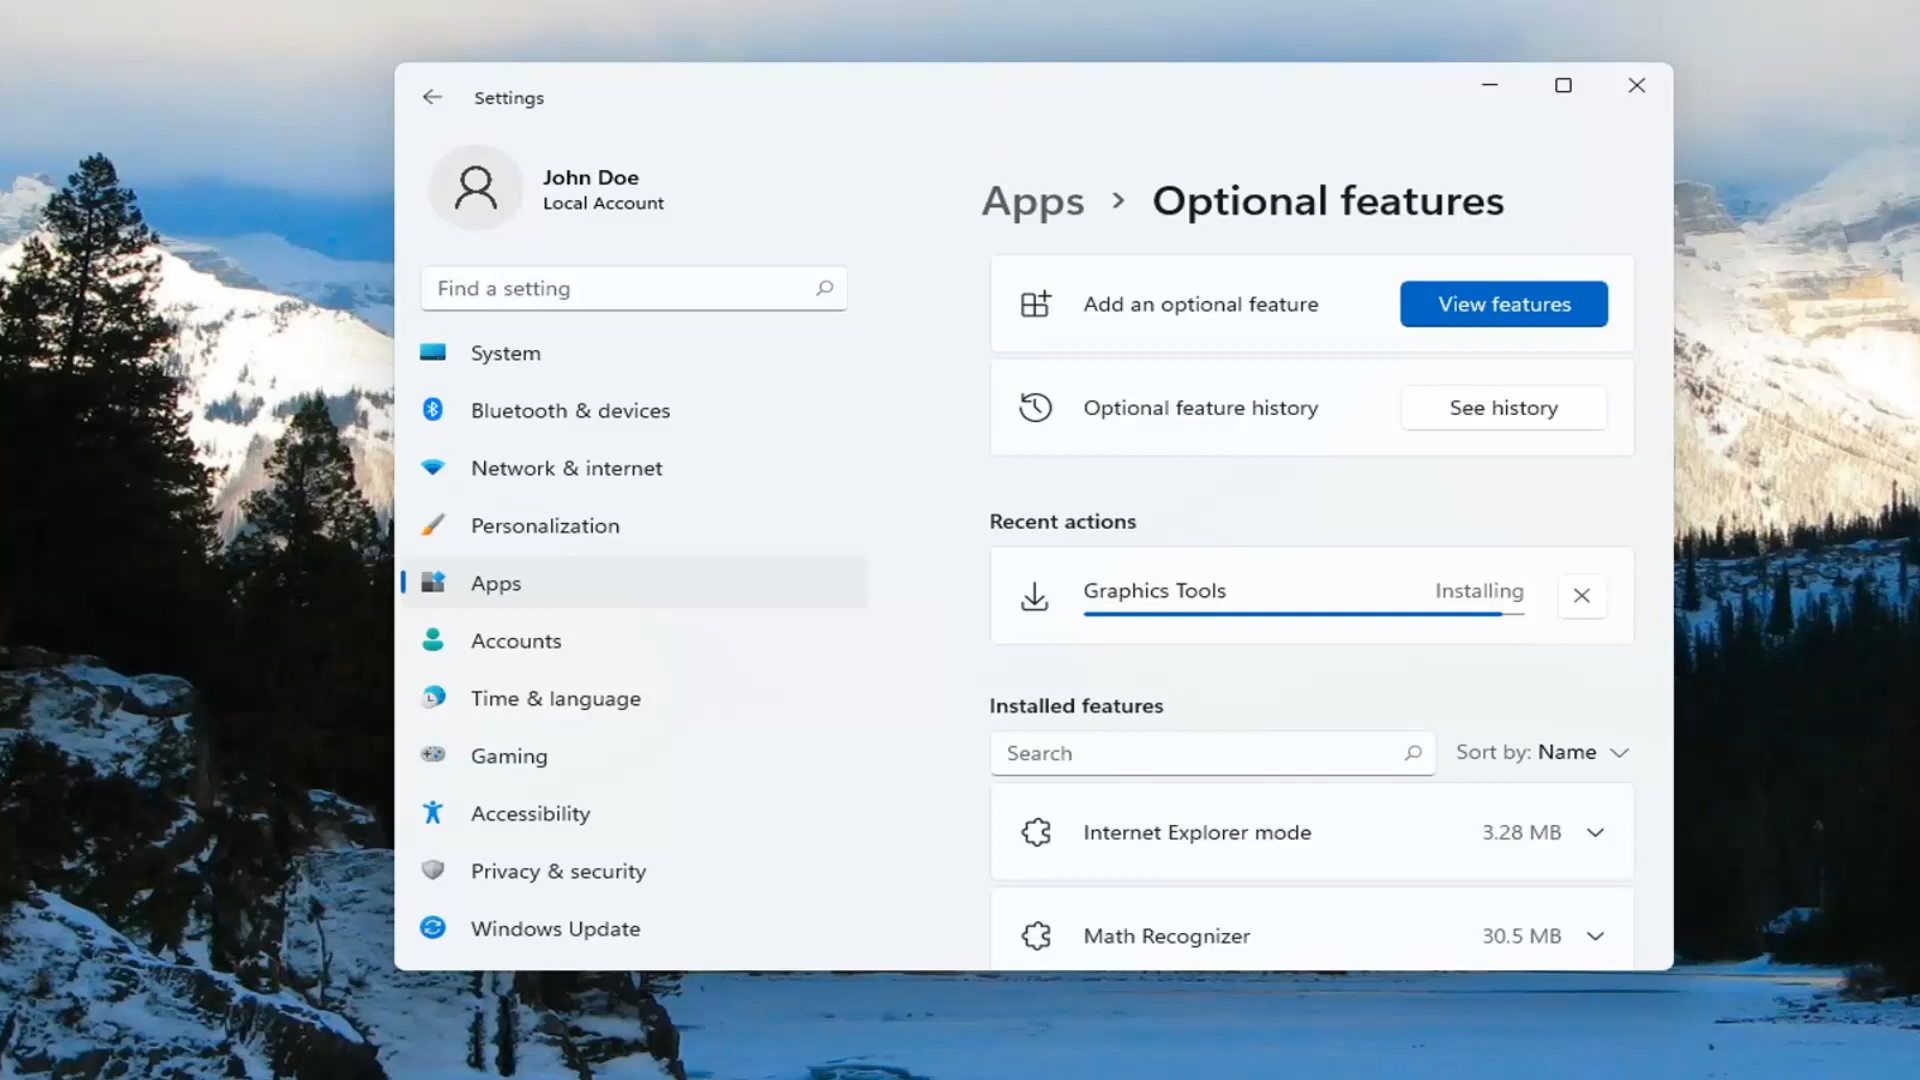 Settings
John Doe
Local Account
Find a setting
System
Bluetooth & devices
Network & internet
Personalization
Apps
Accounts
Time & language
Gaming
Accessibility
Privacy & security
Windows Update
Apps > Optional features
Add an optional feature View features
Optional feature history See history
Recent actions
Graphics Tools Installing
Installed features
Search Sort by: Name
Internet Explorer mode 3.28 MB
Math Recognizer 30.5 MB